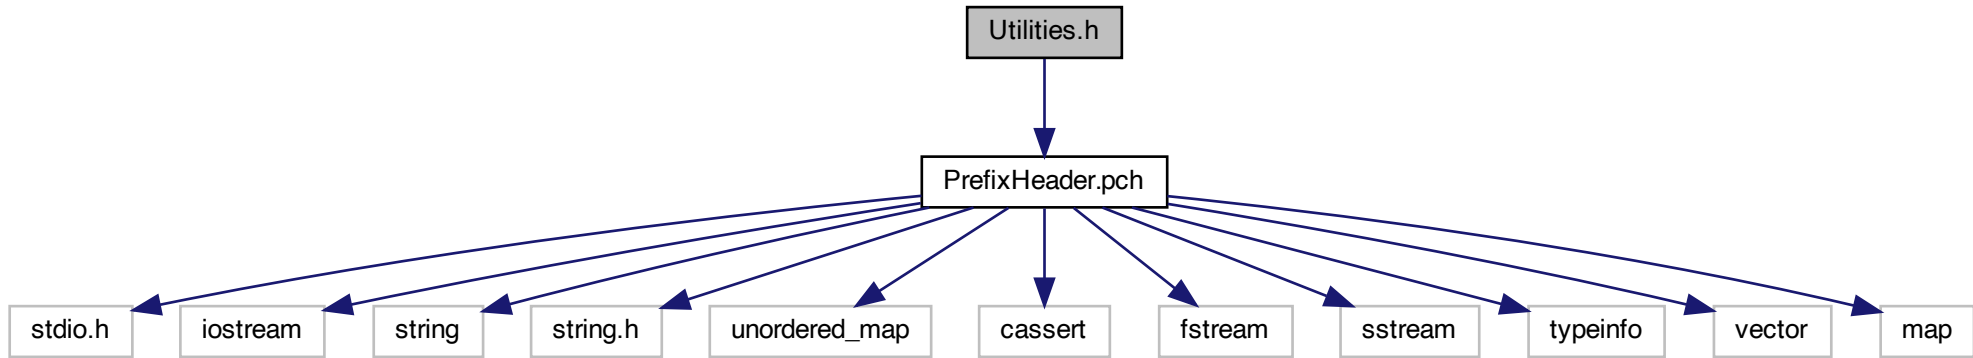 Utilities.h
PrefixHeader.pch
stdio.h iostream string string.h unordered_map cassert fstream sstream typeinfo vector map